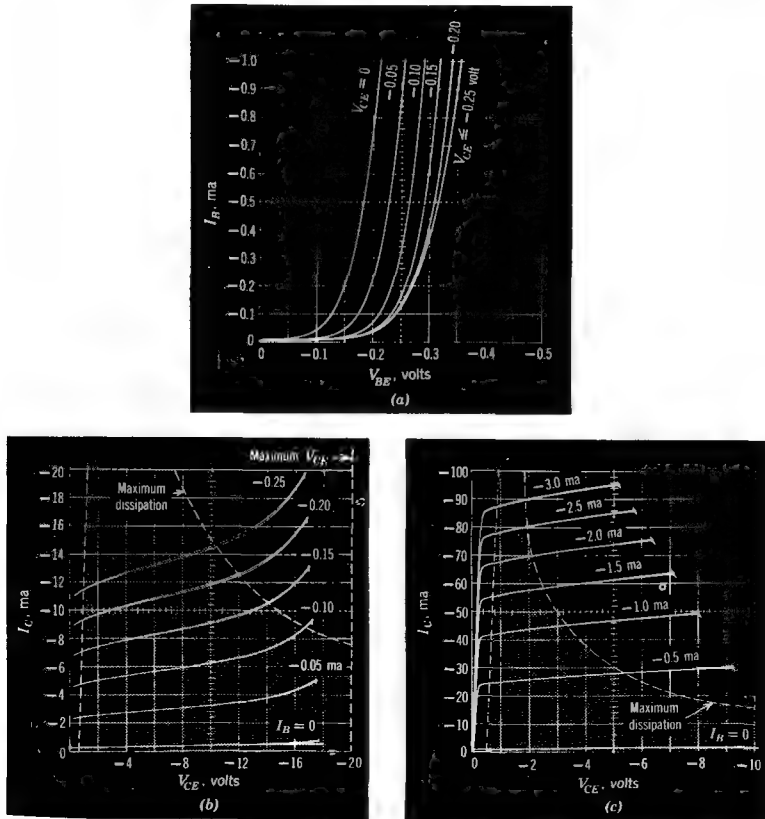 -1.0
-0.9
-0.8
-0.7
-0.6
-0.5
-0.4
-0.3
-0.2
-0.1
0
I_B, ma
V_CE = 0
-0.05
-0.10
-0.15
-0.20
V_CE ≤ -0.25 volt
0 -0.1 -0.2 -0.3 -0.4 -0.5
V_BE, volts
(a)
Maximum V_CE
-20
-18
-16
-14
-12
-10
-8
-6
-4
-2
0
I_C, ma
Maximum
dissipation
-0.25
-0.20
-0.15
-0.10
-0.05 ma
I_B = 0
-4 -8 -12 -16 -20
V_CE, volts
(b)
-100
-90
-80
-70
-60
-50
-40
-30
-20
-10
0
I_C, ma
-3.0 ma
-2.5 ma
-2.0 ma
-1.5 ma
-1.0 ma
-0.5 ma
Maximum
dissipation
I_B = 0
0 -2 -4 -6 -8 -10
V_CE, volts
(c)